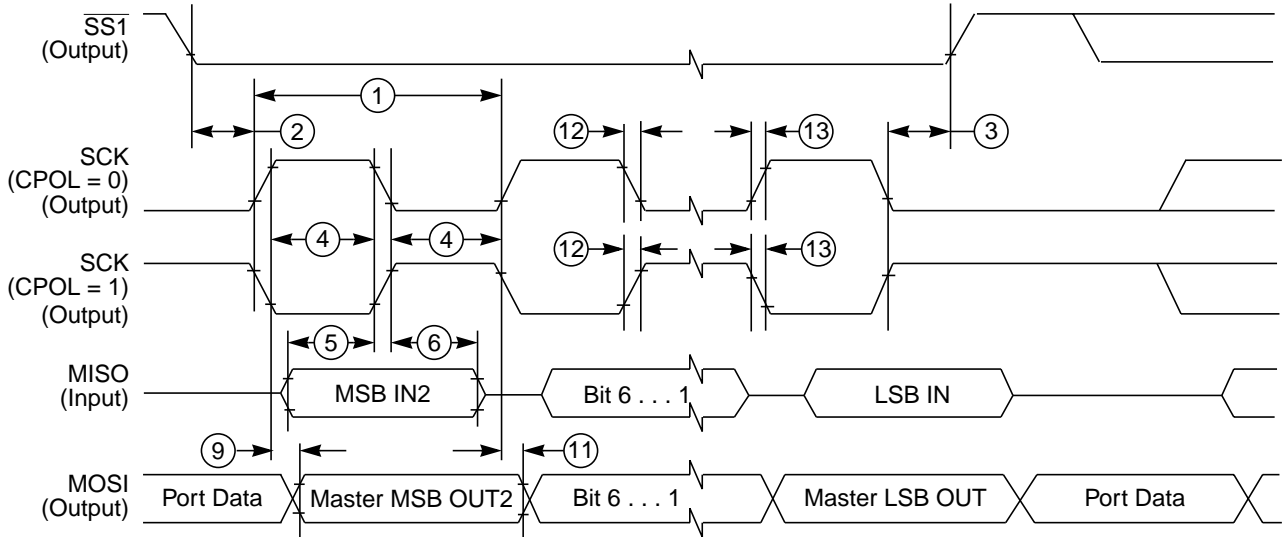 SS1
(Output)
1
2
12
13
3
SCK
(CPOL = 0)
(Output)
4
4
SCK
(CPOL = 1)
(Output)
12
13
5
6
MISO
(Input)
MSB IN2
Bit 6 . . . 1
LSB IN
9
11
MOSI
(Output)
Port Data
Master MSB OUT2
Bit 6 . . . 1
Master LSB OUT
Port Data